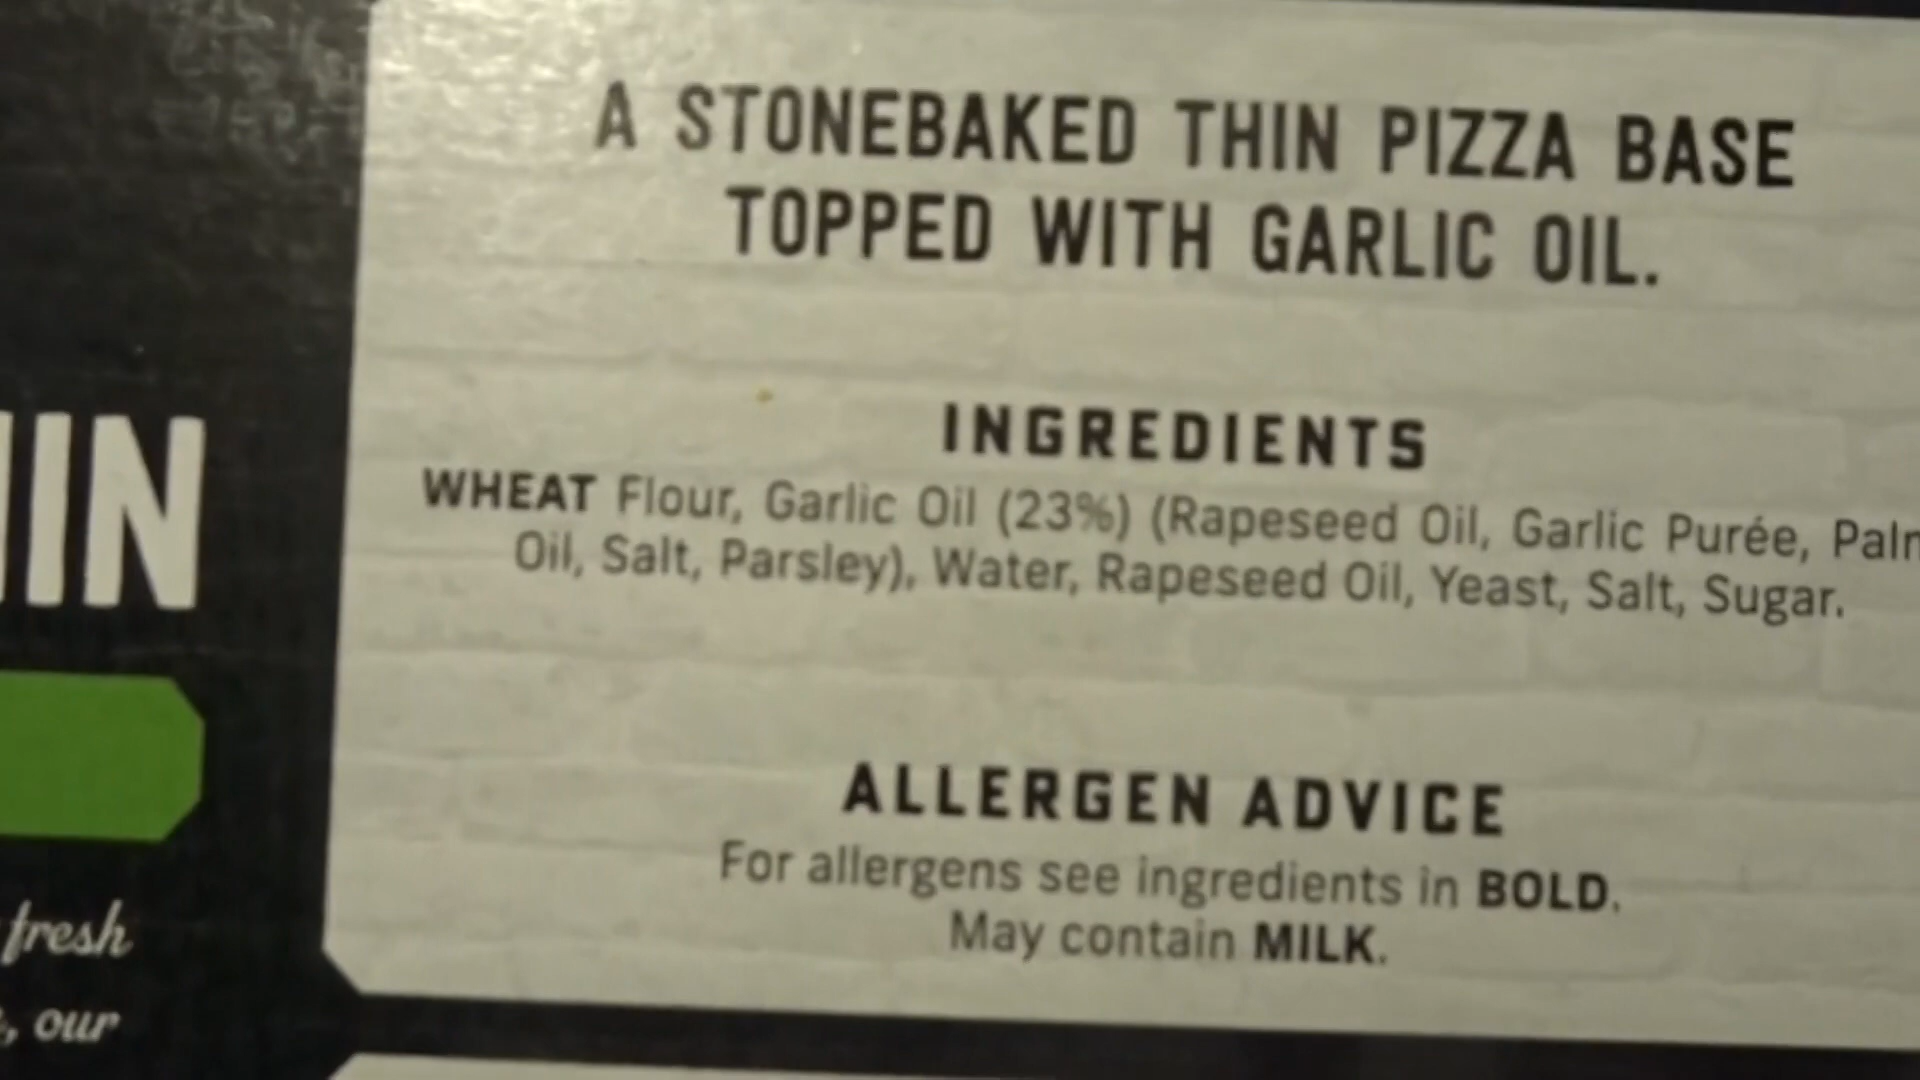 A STONEBAKED THIN PIZZA BASE
TOPPED WITH GARLIC OIL.
INGREDIENTS
WHEAT Flour, Garlic Oil (23%) (Rapeseed Oil, Garlic Purée, Palm
Oil, Salt, Parsley), Water, Rapeseed Oil, Yeast, Salt, Sugar.
ALLERGEN ADVICE
For allergens see ingredients in BOLD.
May contain MILK.
IN
fresh
, our